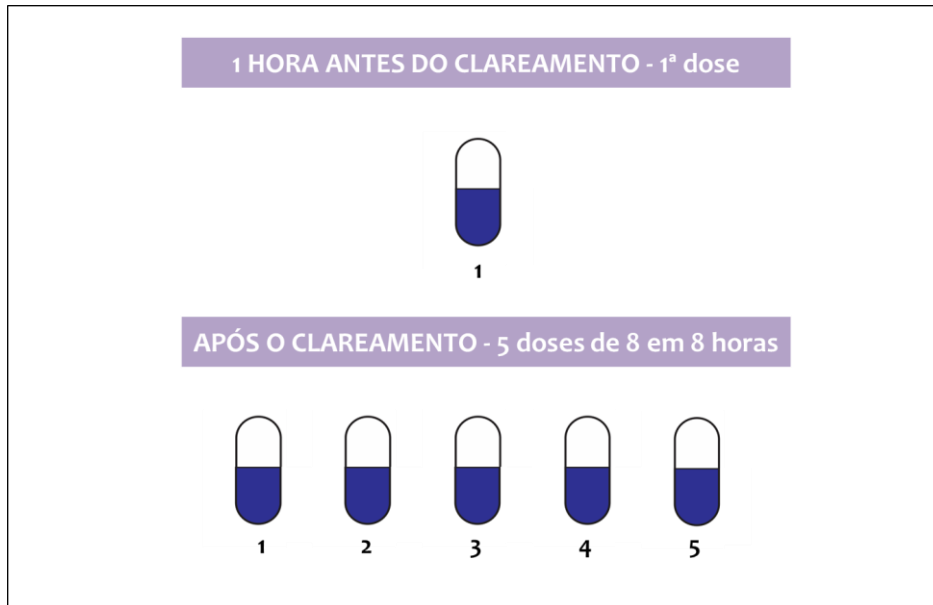 1 HORA ANTES DO CLAREAMENTO - 1ª dose
1
APÓS O CLAREAMENTO - 5 doses de 8 em 8 horas
1 2 3 4 5